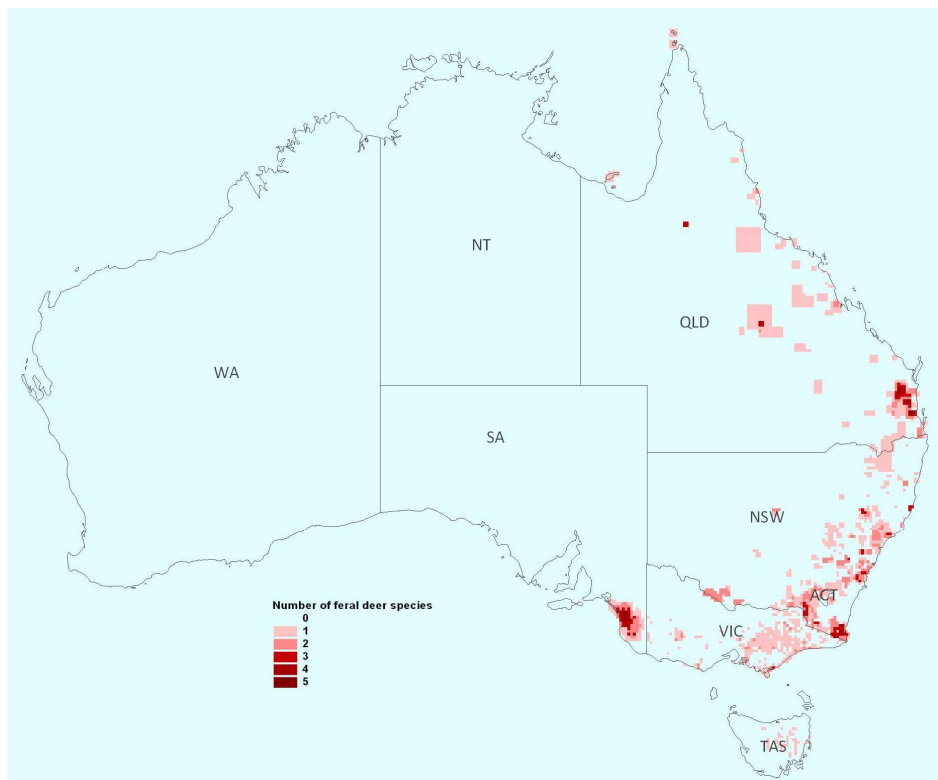 NT
QLD
WA
SA
NSW
ACT
VIC
TAS
Number of feral deer species
0
1
2
3
4
5